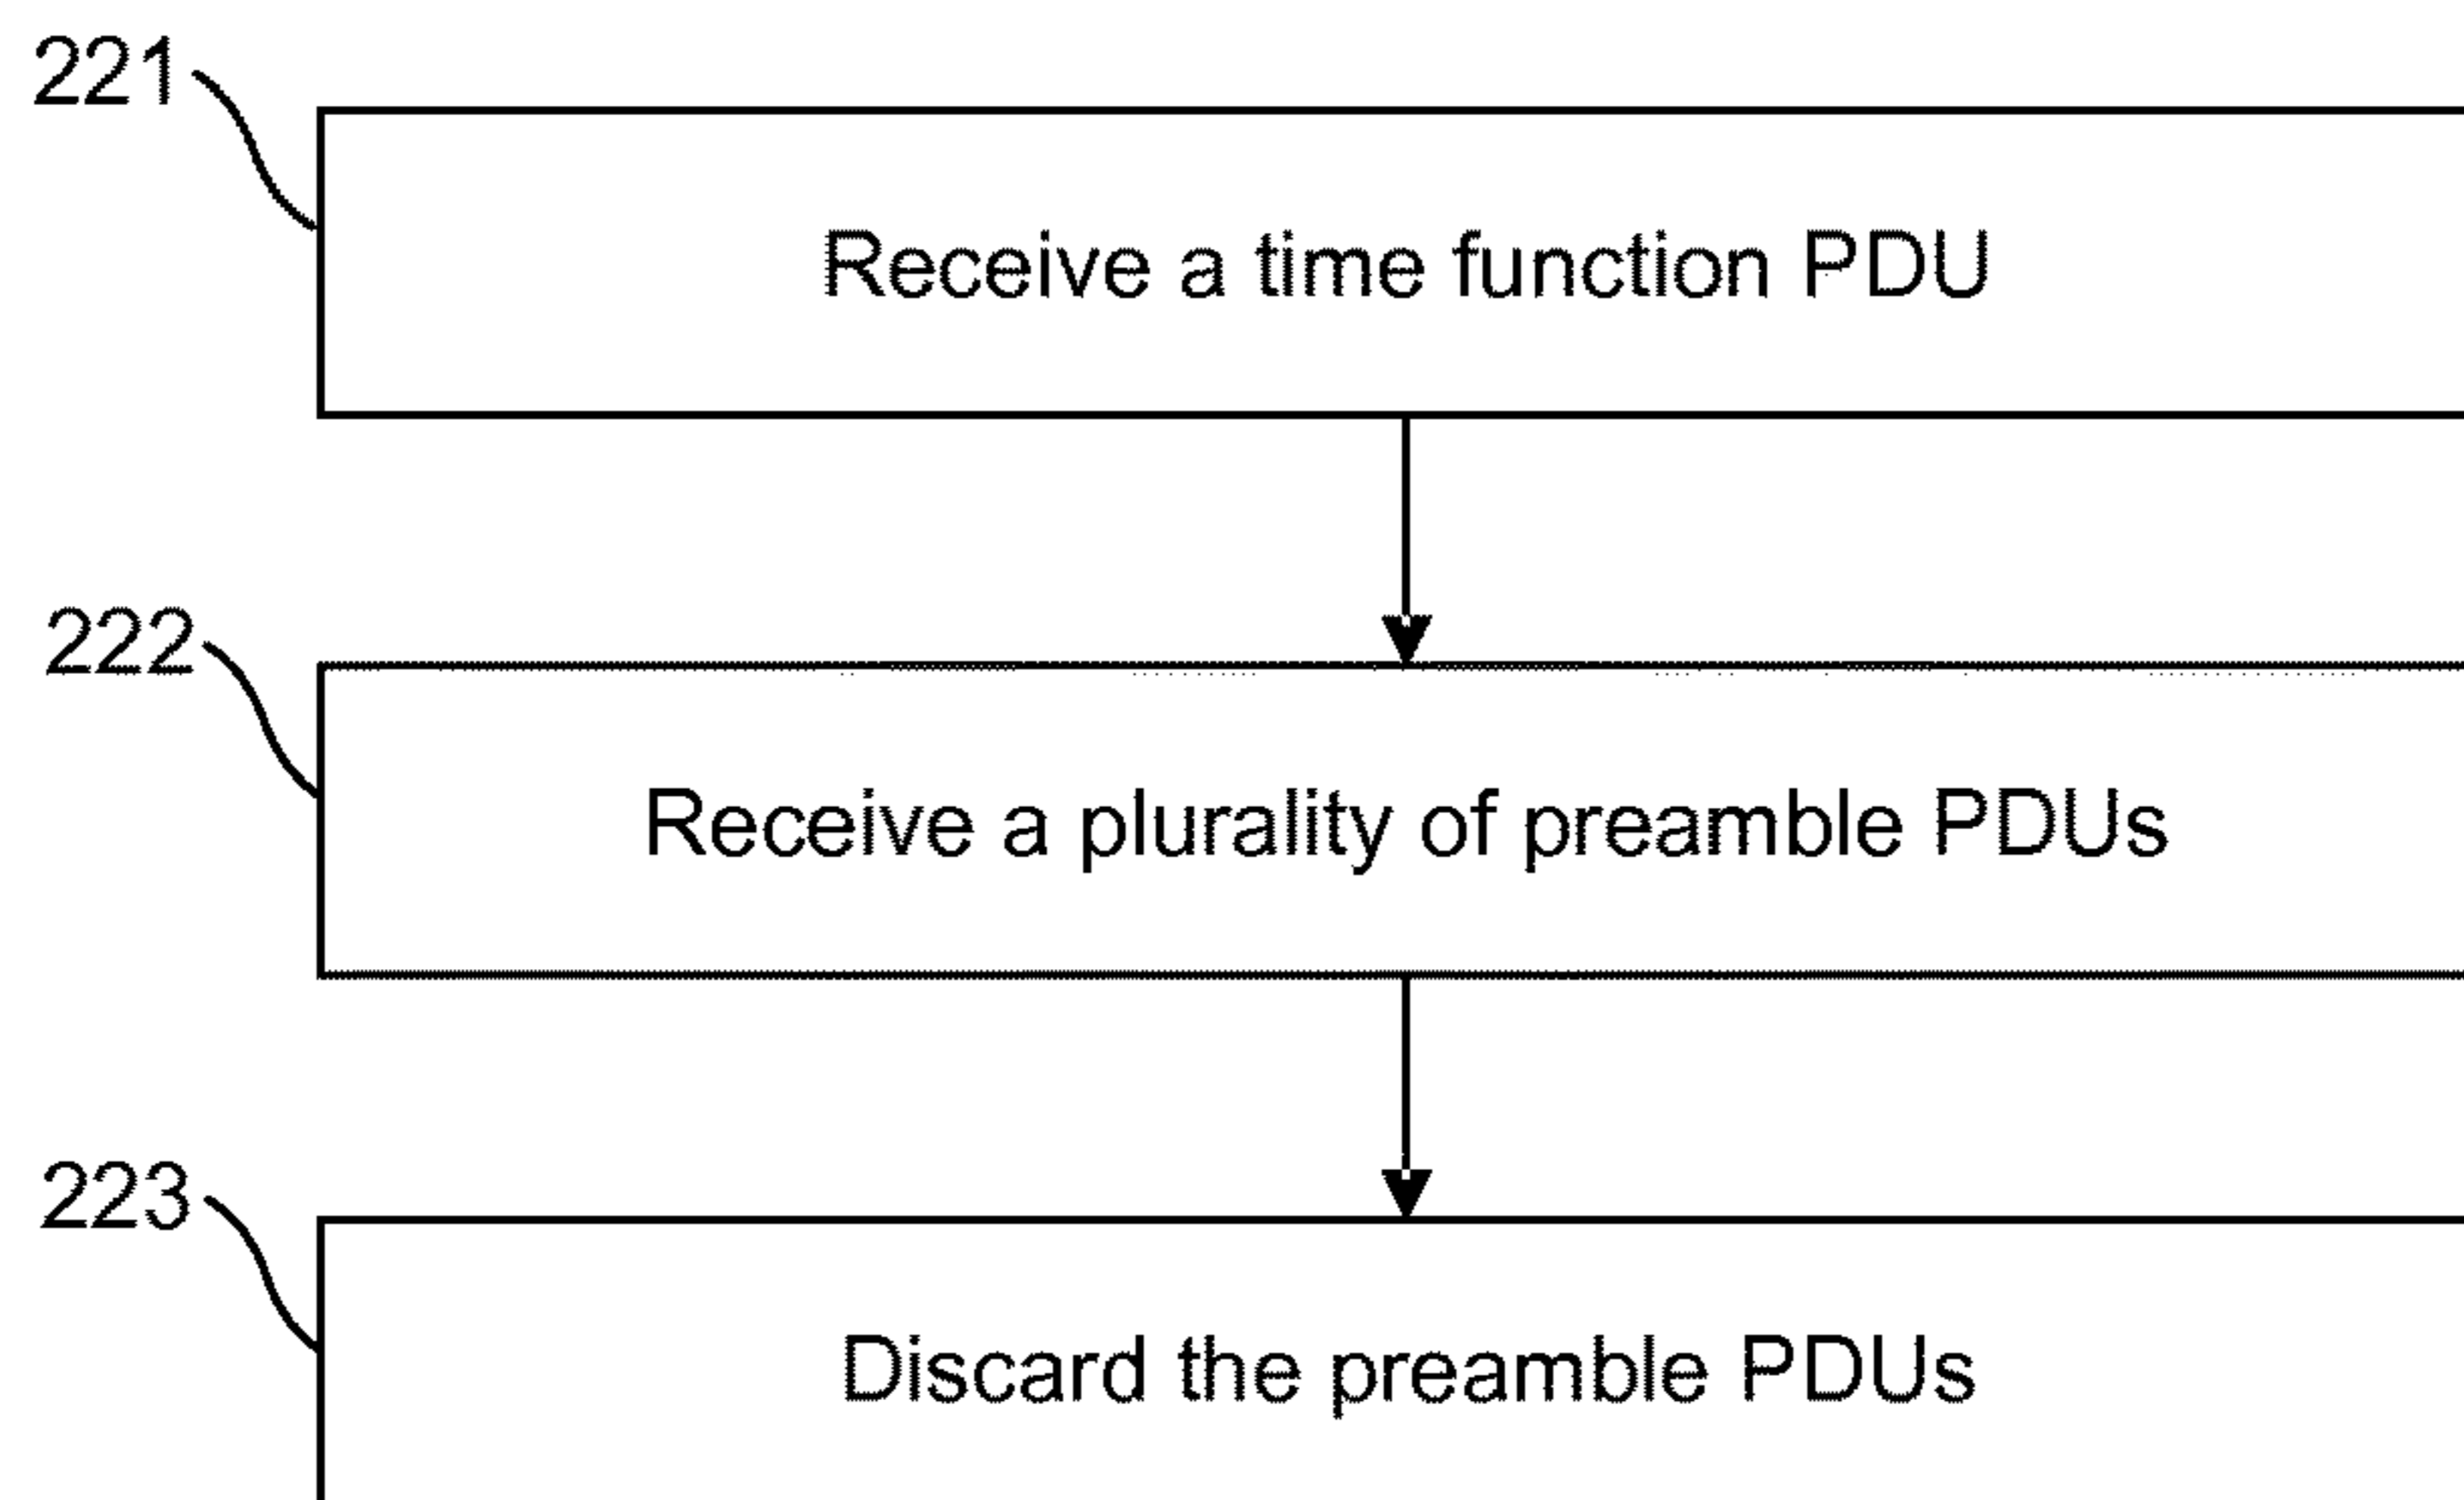 221
Receive a time function PDU
222
Receive a plurality of preamble PDUs
223
Discard the preamble PDUs